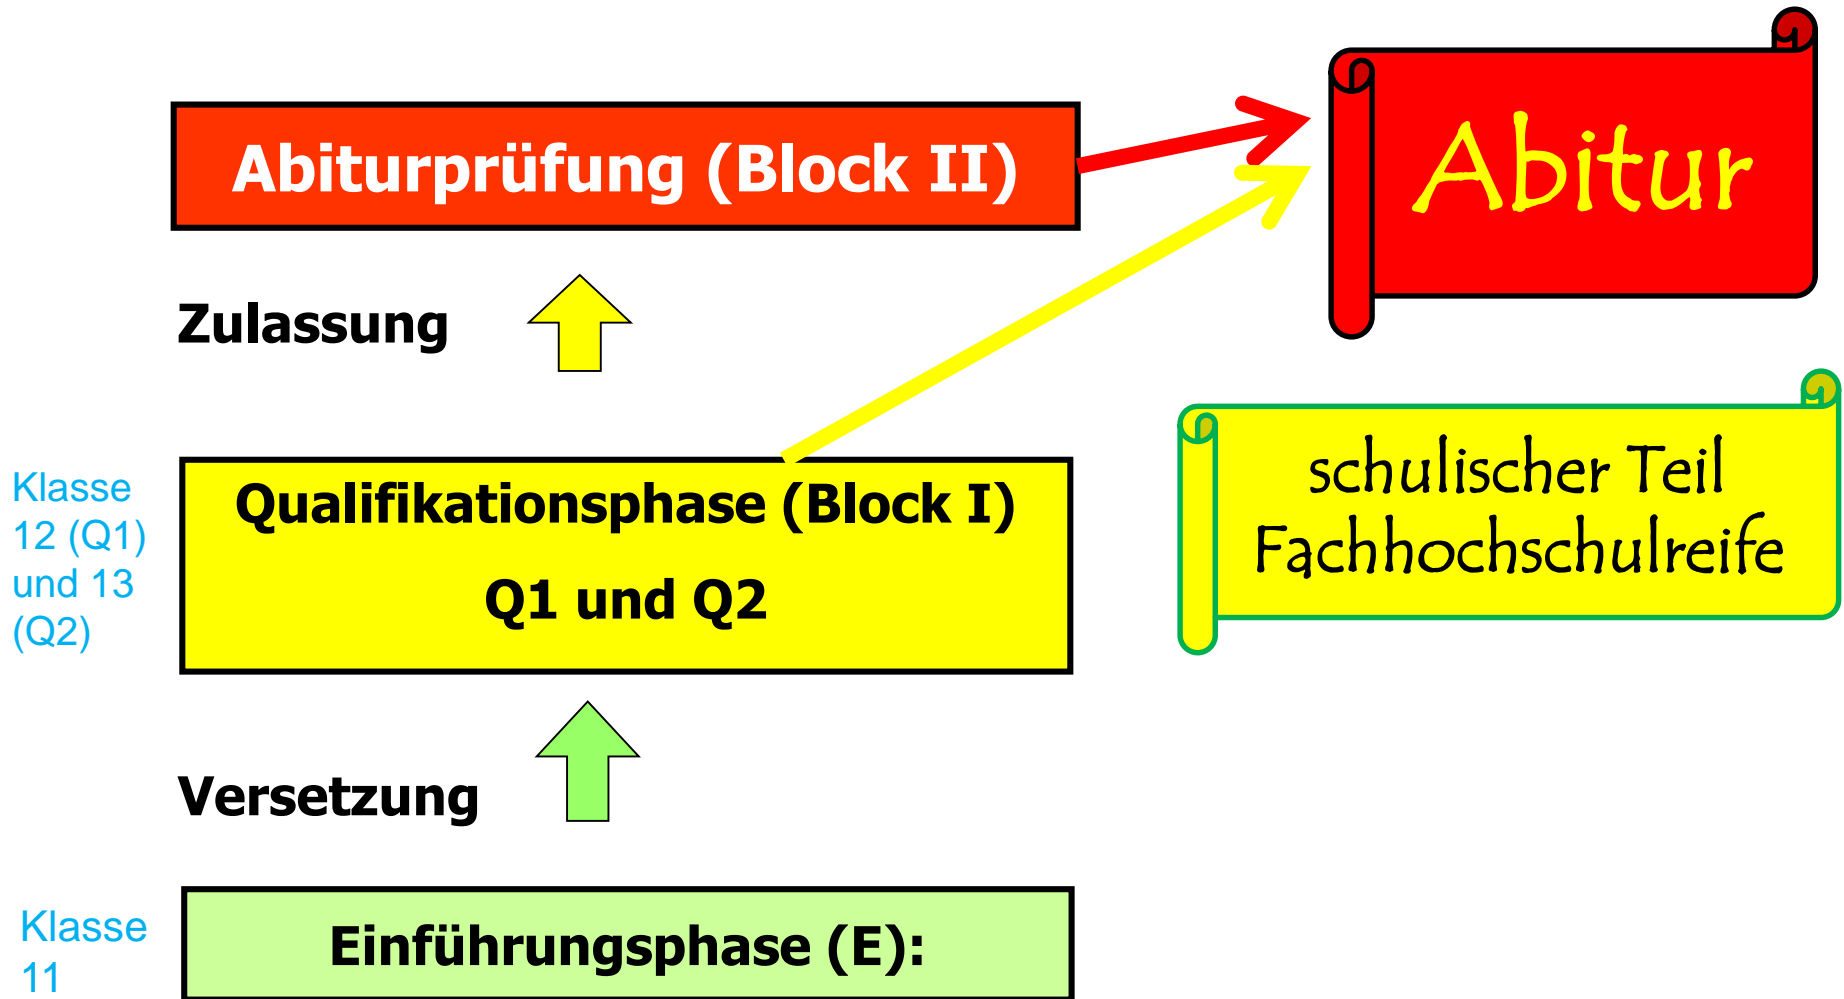 Abiturprüfung (Block II)
Abitur
Zulassung
Klasse
12 (Q1)
und 13
(Q2)
Qualifikationsphase (Block I)
Q1 und Q2
schulischer Teil
Fachhochschulreife
Versetzung
Klasse
11
Einführungsphase (E):